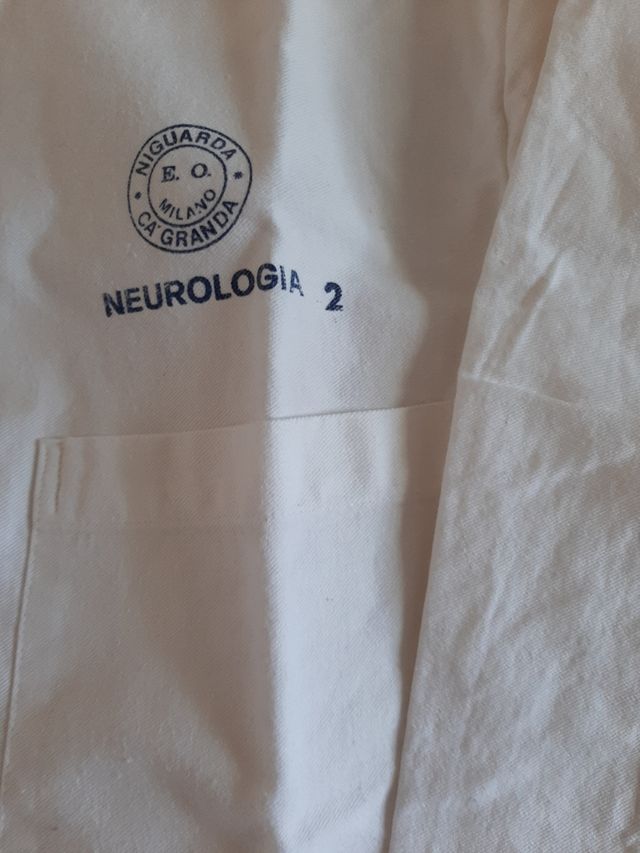 NIGUARDA
E. O.
MILANO
CA' GRANDA
NEUROLOGIA 2